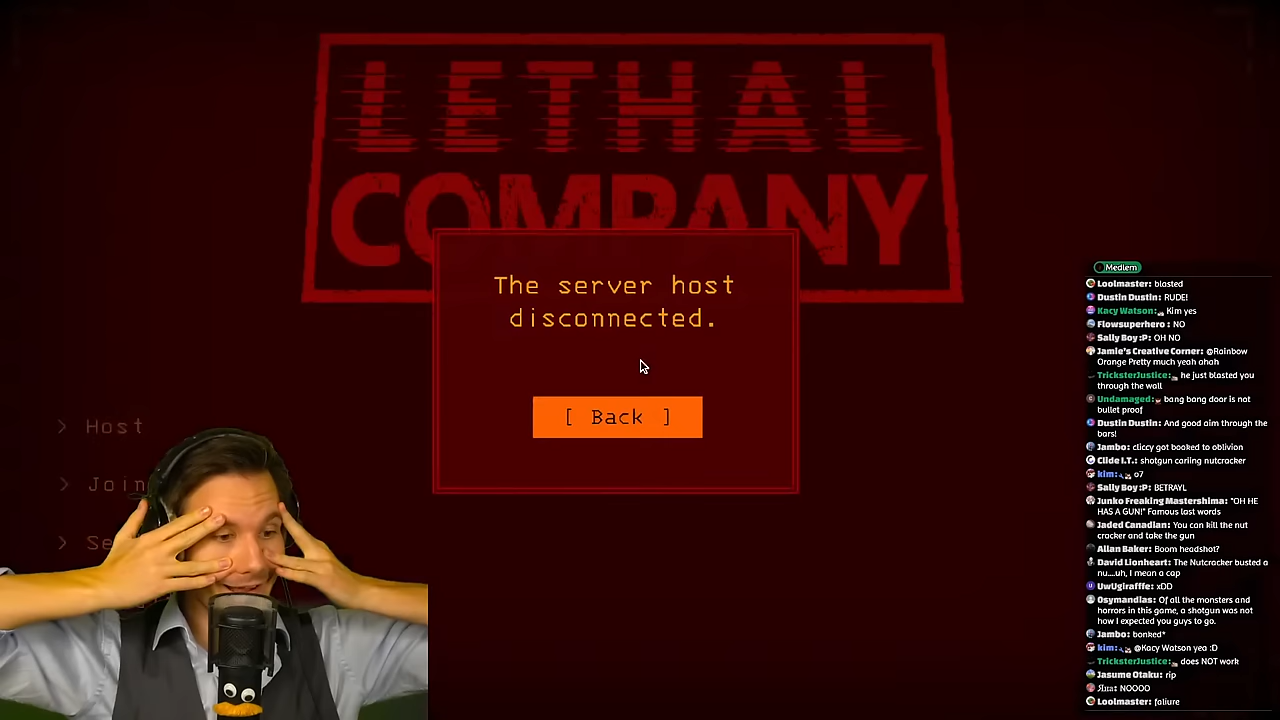 LETHAL
COMPANY
The server host
disconnected.
[ Back ]
> Host
> Join
> Se
Medlem
Loolmaster: blasted
Dustin Dustin: RUDE!
Kacy Watson: Kim yes
Flowsuperhero : NO
Sally Boy :P: OH NO
Jamie's Creative Corner: @Rainbow
Orange Pretty much yeah ahah
TricksterJustice: he just blasted you
through the wall
Undamaged: bang bang door is not
bullet proof
Dustin Dustin: And good aim through the
bars!
Jambo: cliccy got booked to oblivion
Clide I.T.: shotgun cariing nutcracker
kim: o7
Sally Boy :P: BETRAYL
Junko Freaking Mastershima: "OH HE
HAS A GUN!" Famous last words
Jaded Canadian: You can kill the nut
cracker and take the gun
Allan Baker: Boom headshot?
David Lionheart: The Nutcracker busted a
nu....uh, I mean a cap
UwUgiraffe: xDD
Osymandias: Of all the monsters and
horrors in this game, a shotgun was not
how I expected you guys to go.
Jambo: bonked*
kim: @Kacy Watson yea :D
TricksterJustice: does NOT work
Jasume Otaku: rip
NOOOO
Loolmaster: faliure